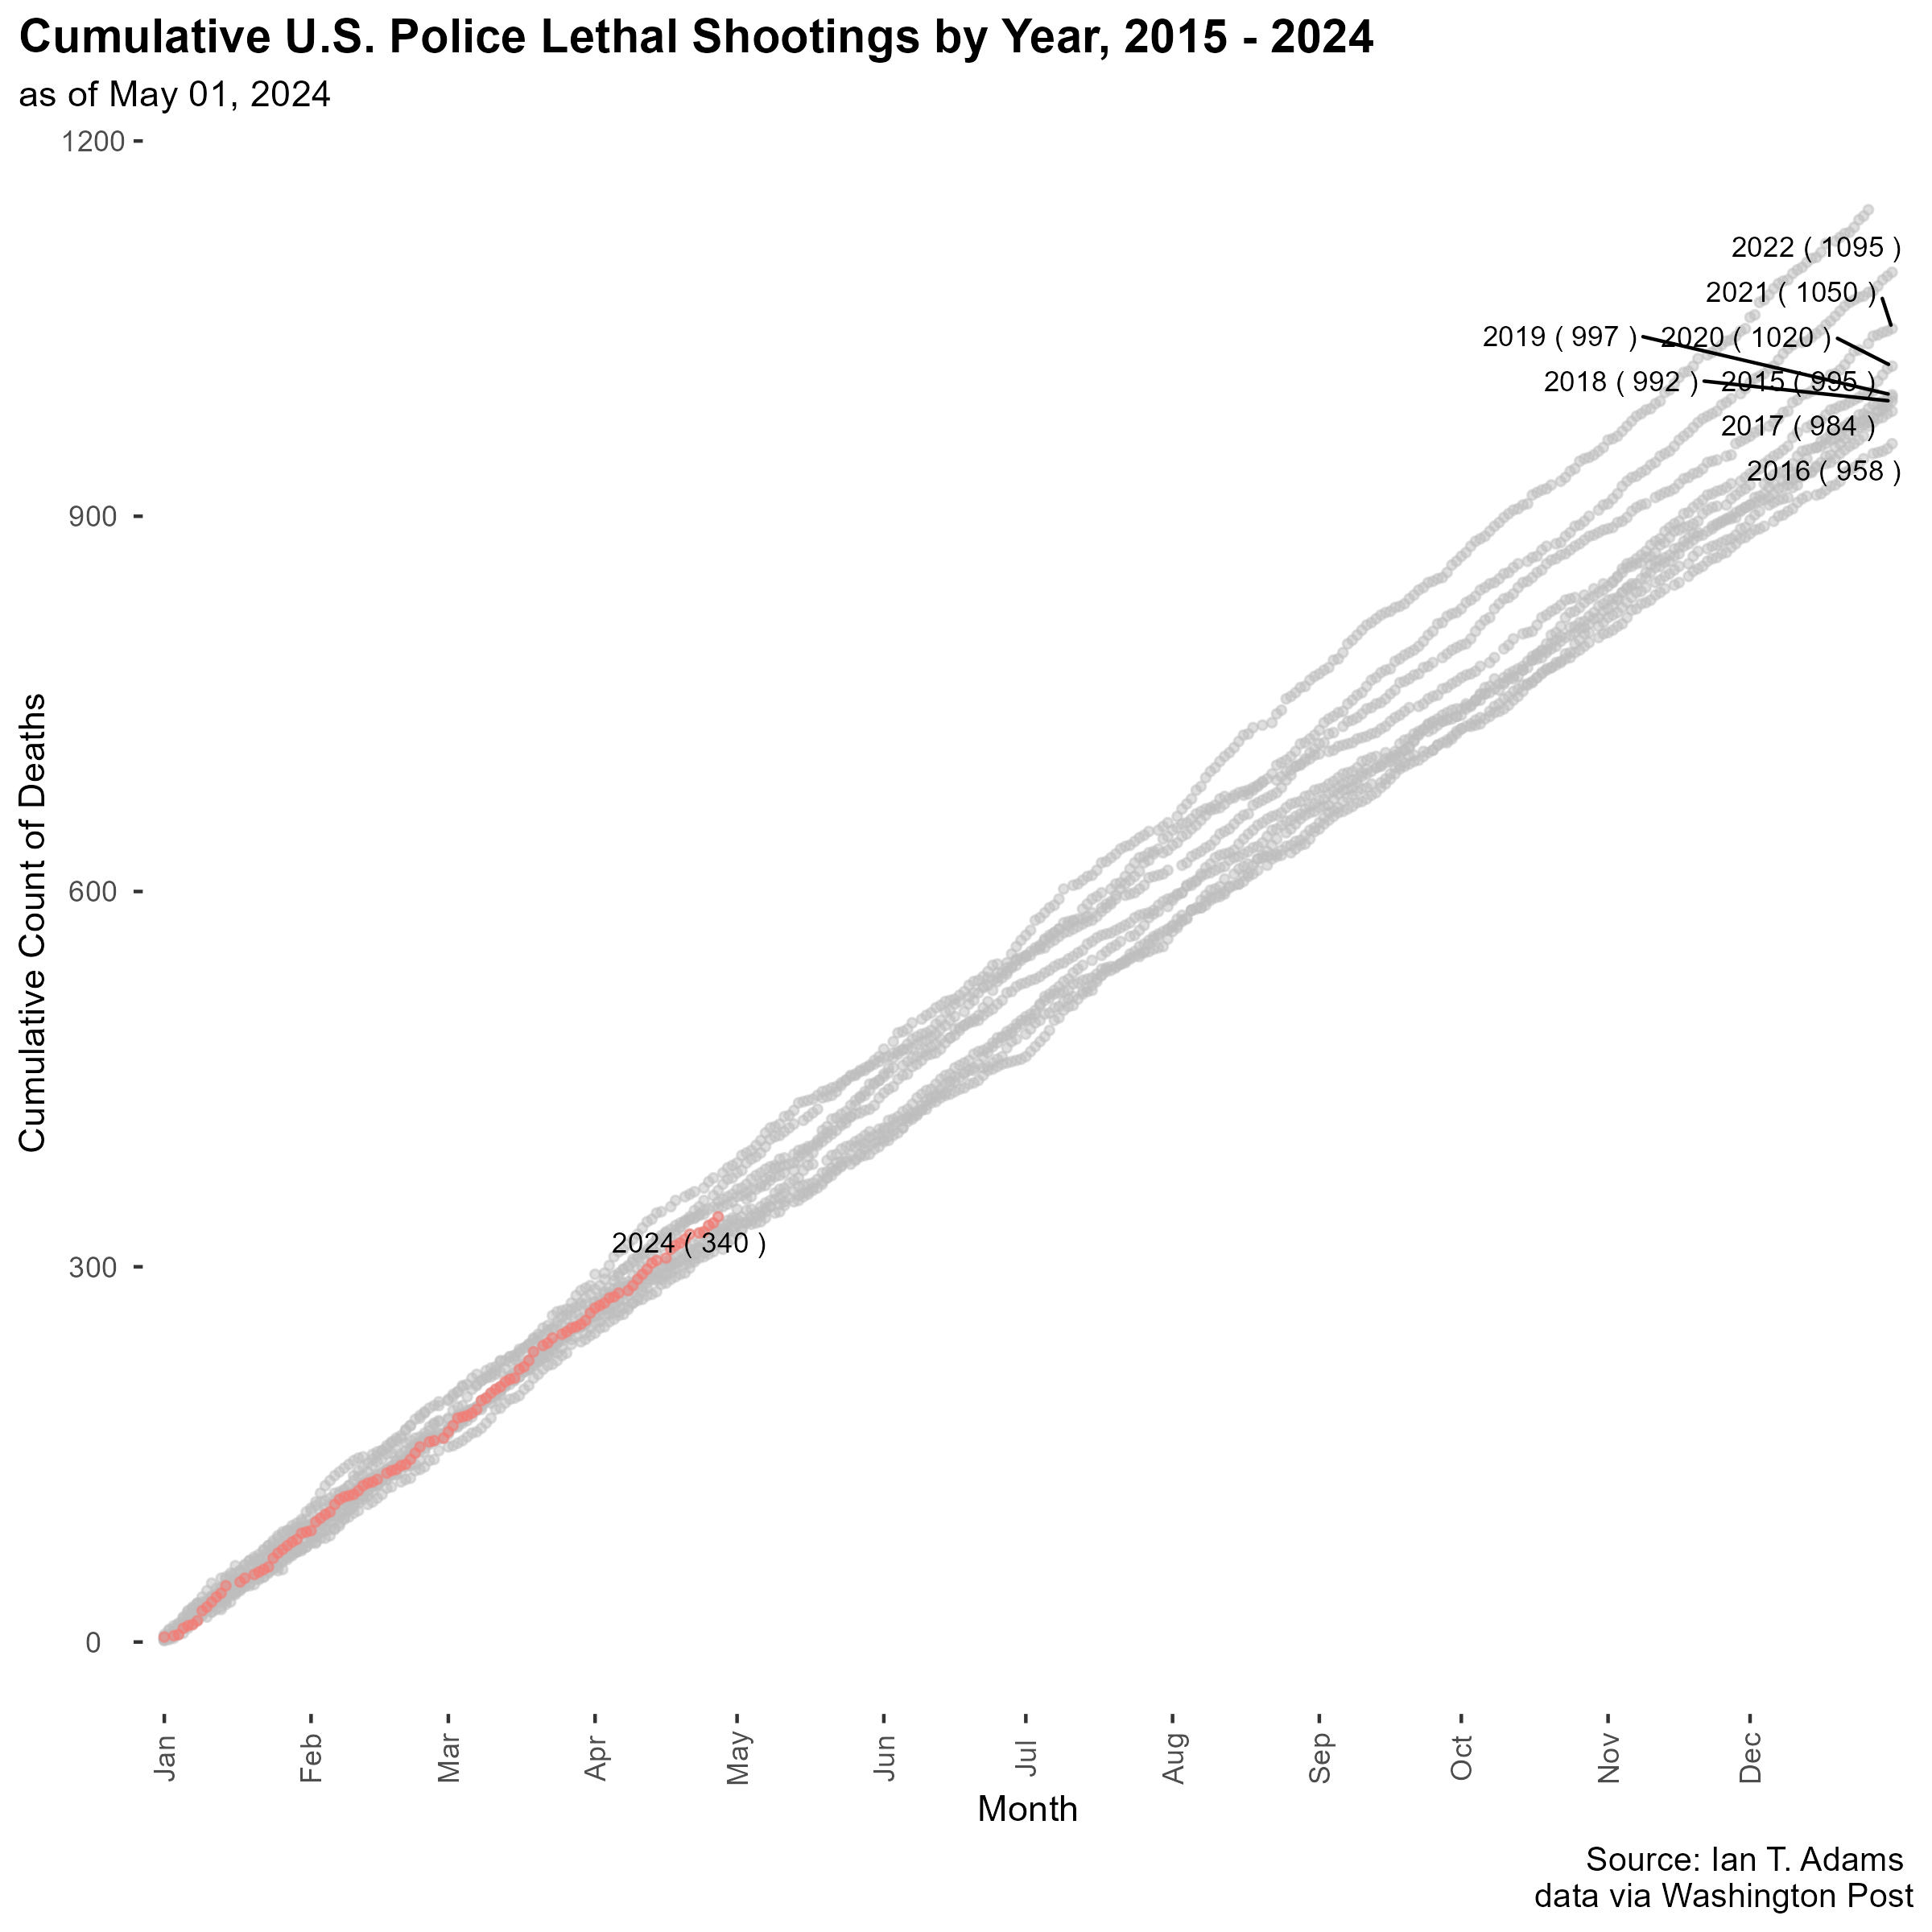 Cumulative U.S. Police Lethal Shootings by Year, 2015 - 2024
as of May 01, 2024
1200
900
600
300
0
Cumulative Count of Deaths
2022 ( 1095 )
2021 ( 1050 )
2019 ( 997 )
2020 ( 1020 )
2018 ( 992 )
2015 ( 995 )
2017 ( 984 )
2016 ( 958 )
2024 ( 340 )
Jan
Feb
Mar
Apr
May
Jun
Jul
Aug
Sep
Oct
Nov
Dec
Month
Source: Ian T. Adams
data via Washington Post